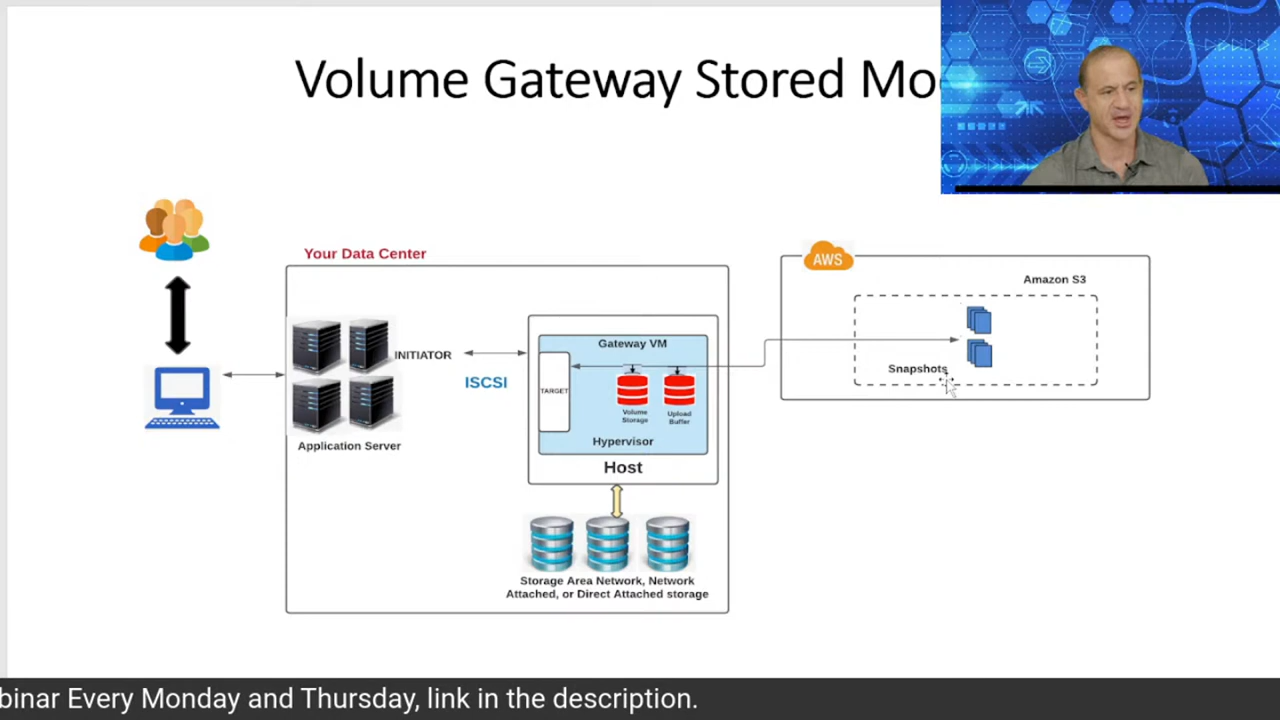 Volume Gateway Stored Mo
Your Data Center
AWS
Amazon S3
INITIATOR
ISCSI
Gateway VM
TARGET
Volume
Storage
Upload
Buffer
Hypervisor
Host
Snapshots
Application Server
Storage Area Network, Network
Attached, or Direct Attached storage
binar Every Monday and Thursday, link in the description.